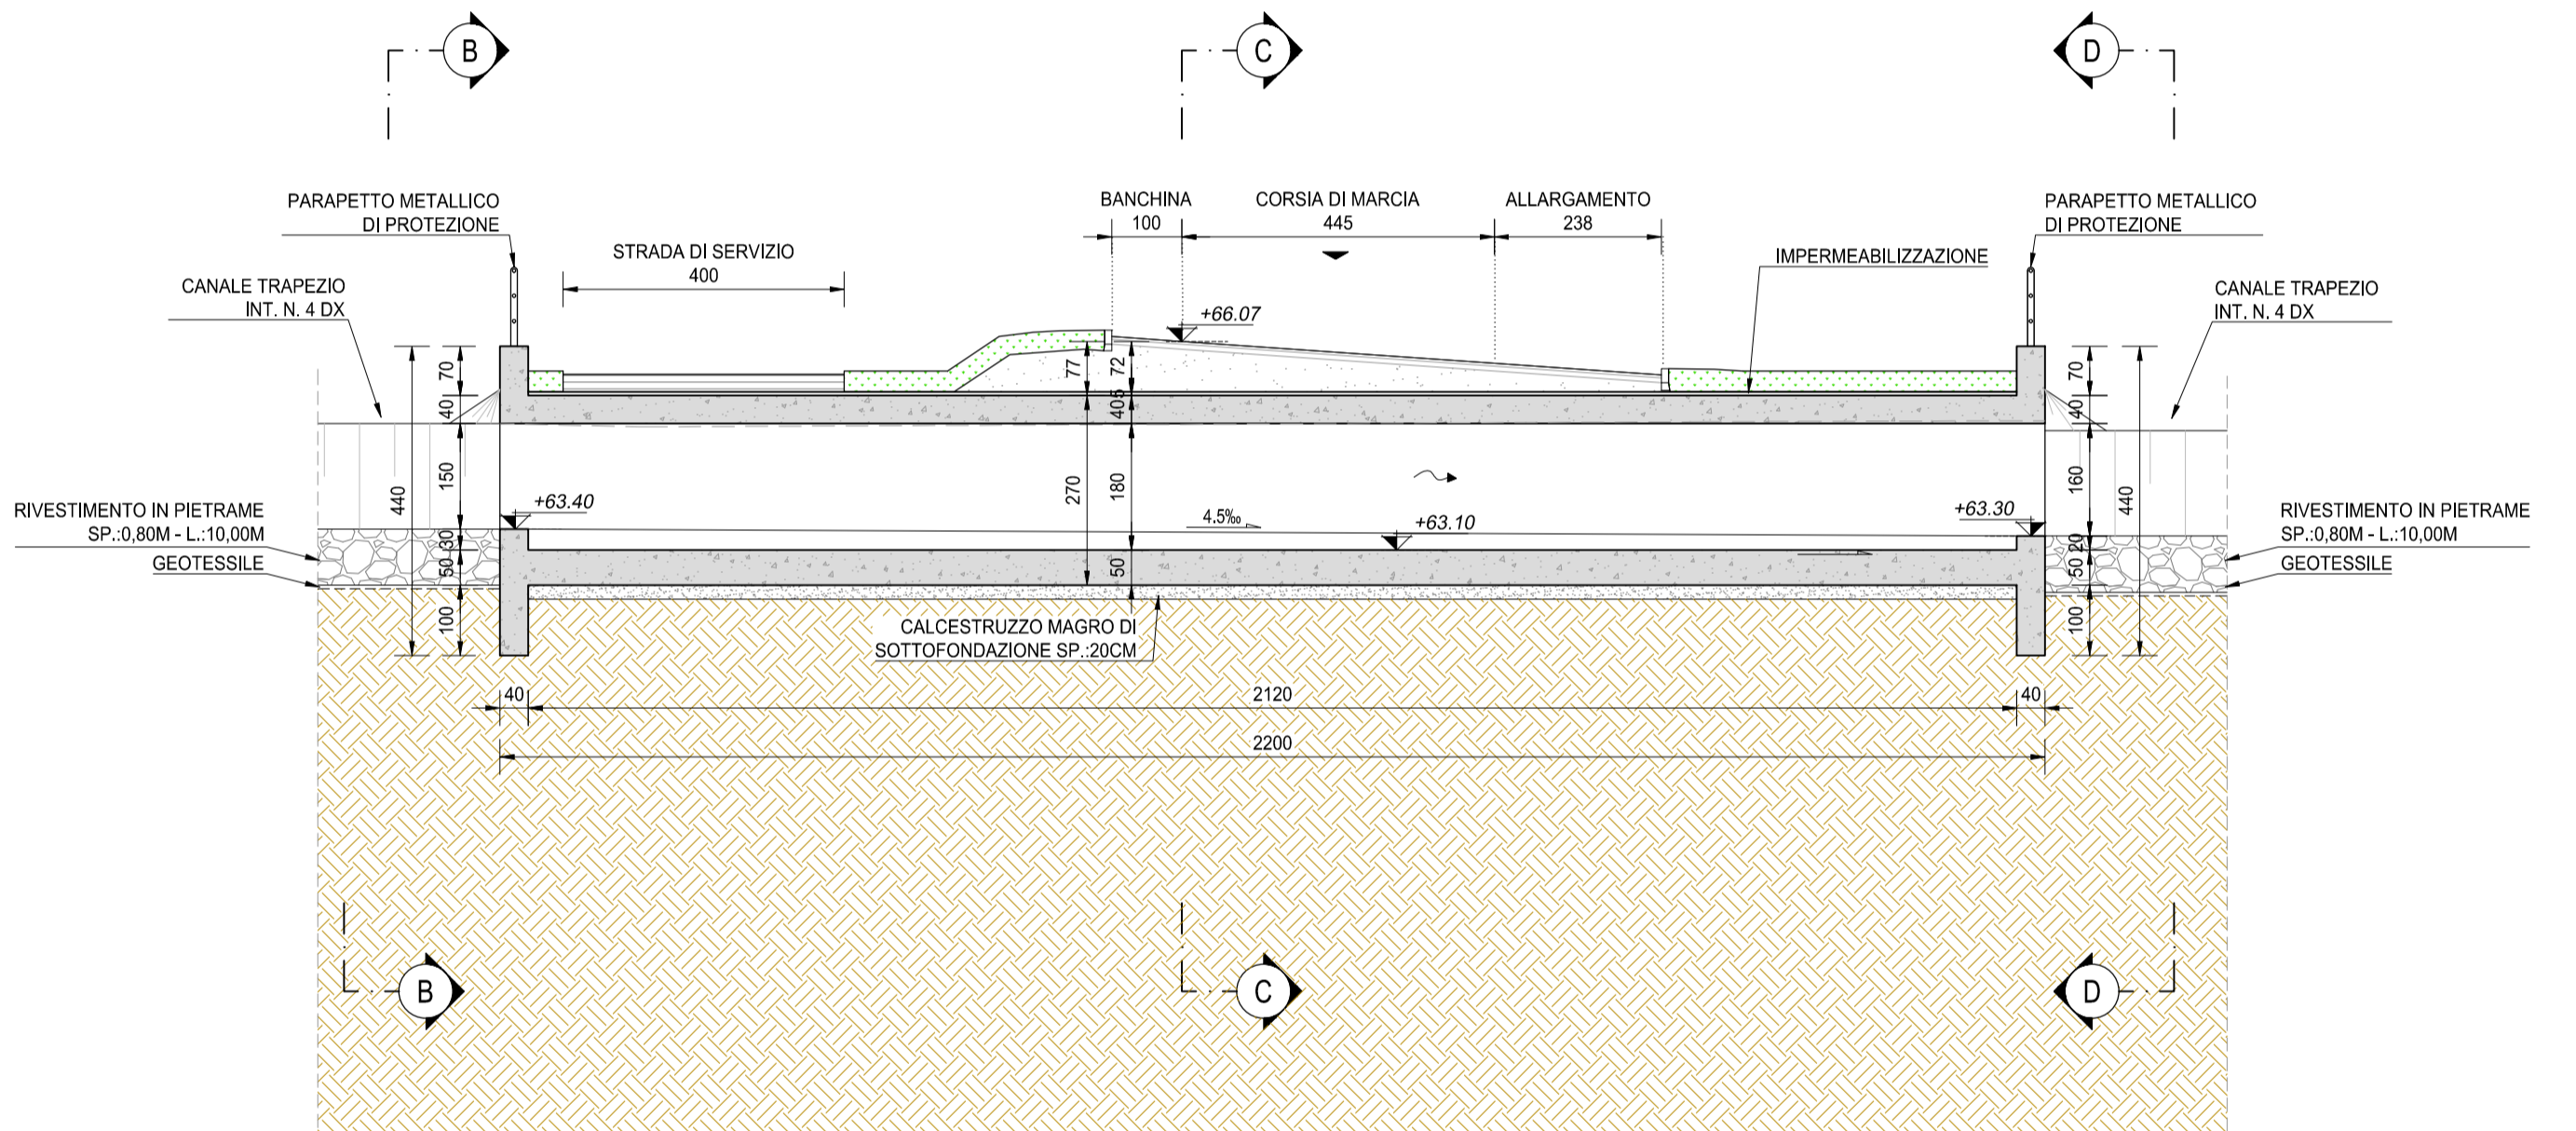 B
C
D
PARAPETTO METALLICO
DI PROTEZIONE
STRADA DI SERVIZIO
400
BANCHINA
100
CORSIA DI MARCIA
445
ALLARGAMENTO
238
PARAPETTO METALLICO
DI PROTEZIONE
IMPERMEABILIZZAZIONE
CANALE TRAPEZIO
INT. N. 4 DX
CANALE TRAPEZIO
INT. N. 4 DX
+66.07
70
40
150
30
50
100
440
77
270
72
5
40
180
50
70
40
160
20
50
100
440
+63.40
4.5‰
+63.10
+63.30
RIVESTIMENTO IN PIETRAME
SP.:0,80M - L.:10,00M
GEOTESSILE
RIVESTIMENTO IN PIETRAME
SP.:0,80M - L.:10,00M
GEOTESSILE
CALCESTRUZZO MAGRO DI
SOTTOFONDAZIONE SP.:20CM
40
2120
40
2200
B
C
D